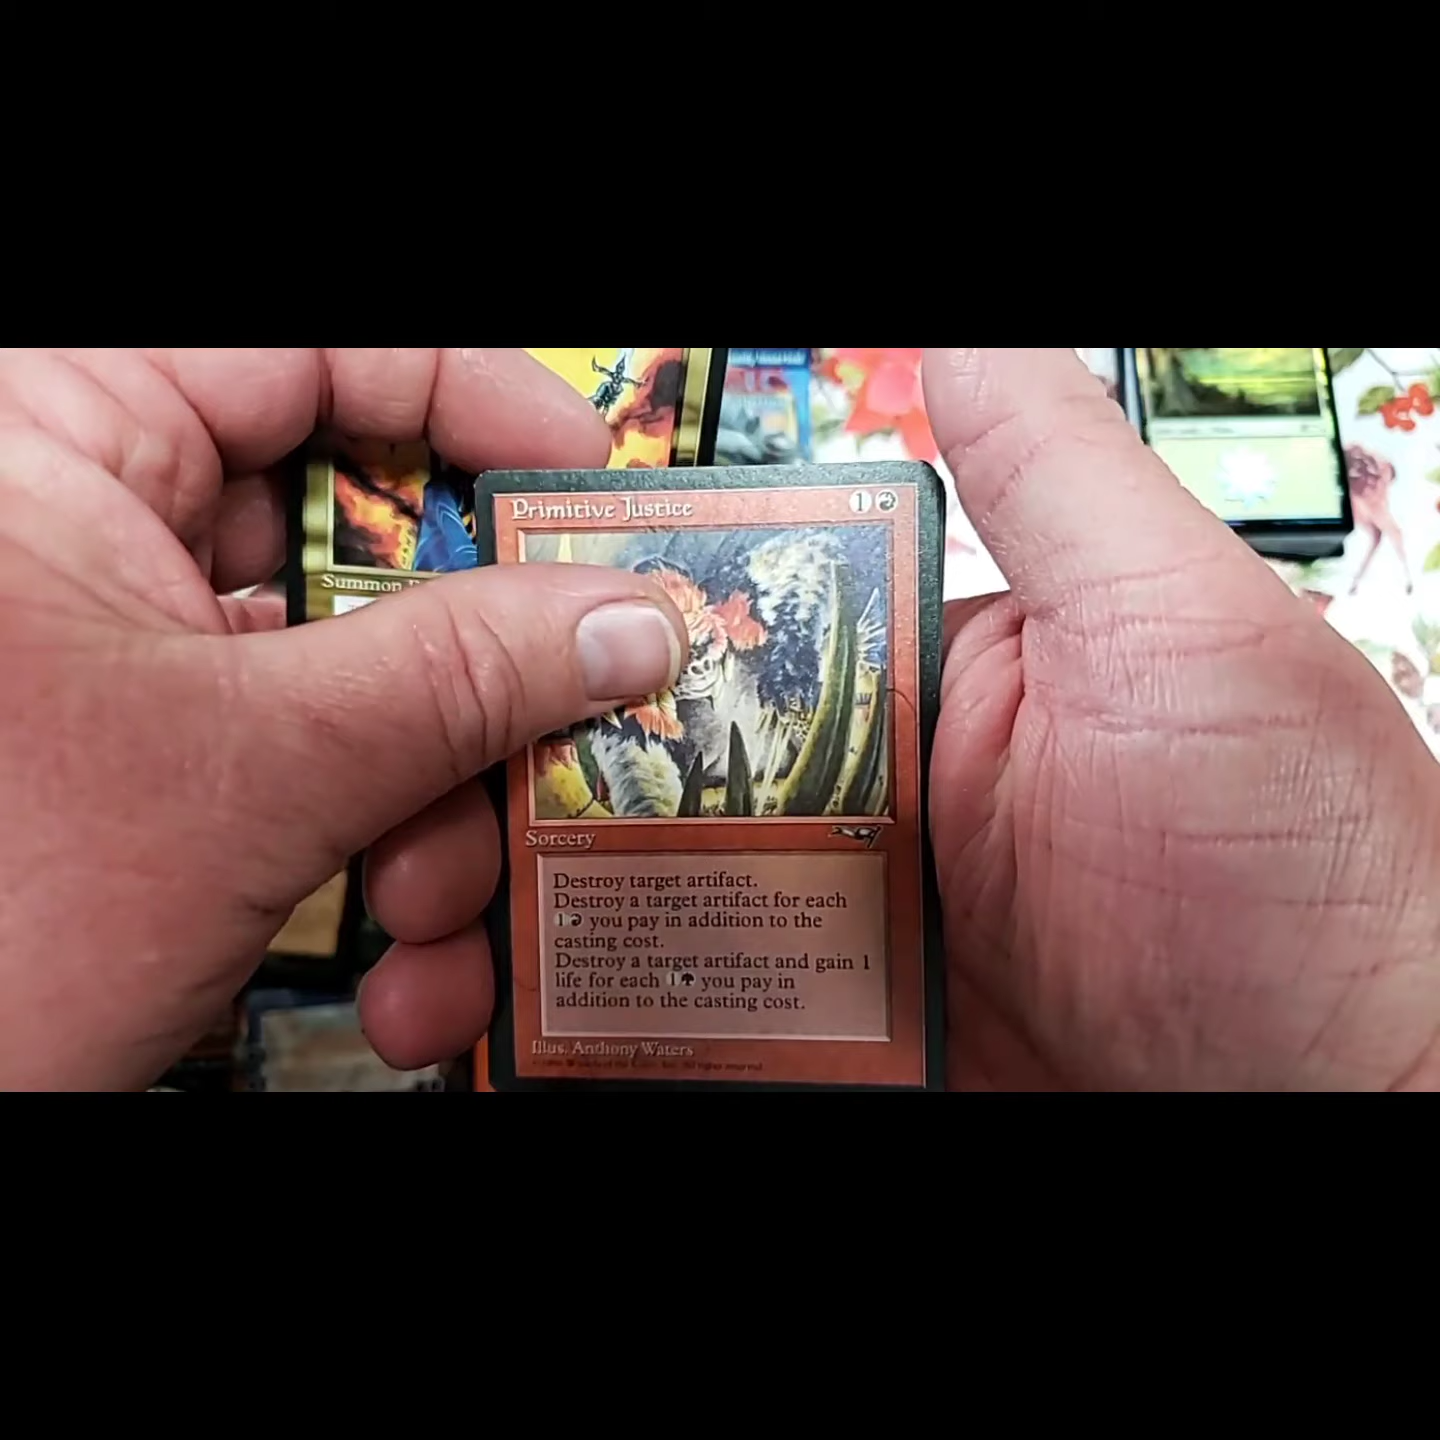 Primitive Justice 1
Summon
Sorcery
Destroy target artifact.
Destroy a target artifact for each
1 you pay in addition to the
casting cost.
Destroy a target artifact and gain 1
life for each 1 you pay in
addition to the casting cost.
Illus. Anthony Waters